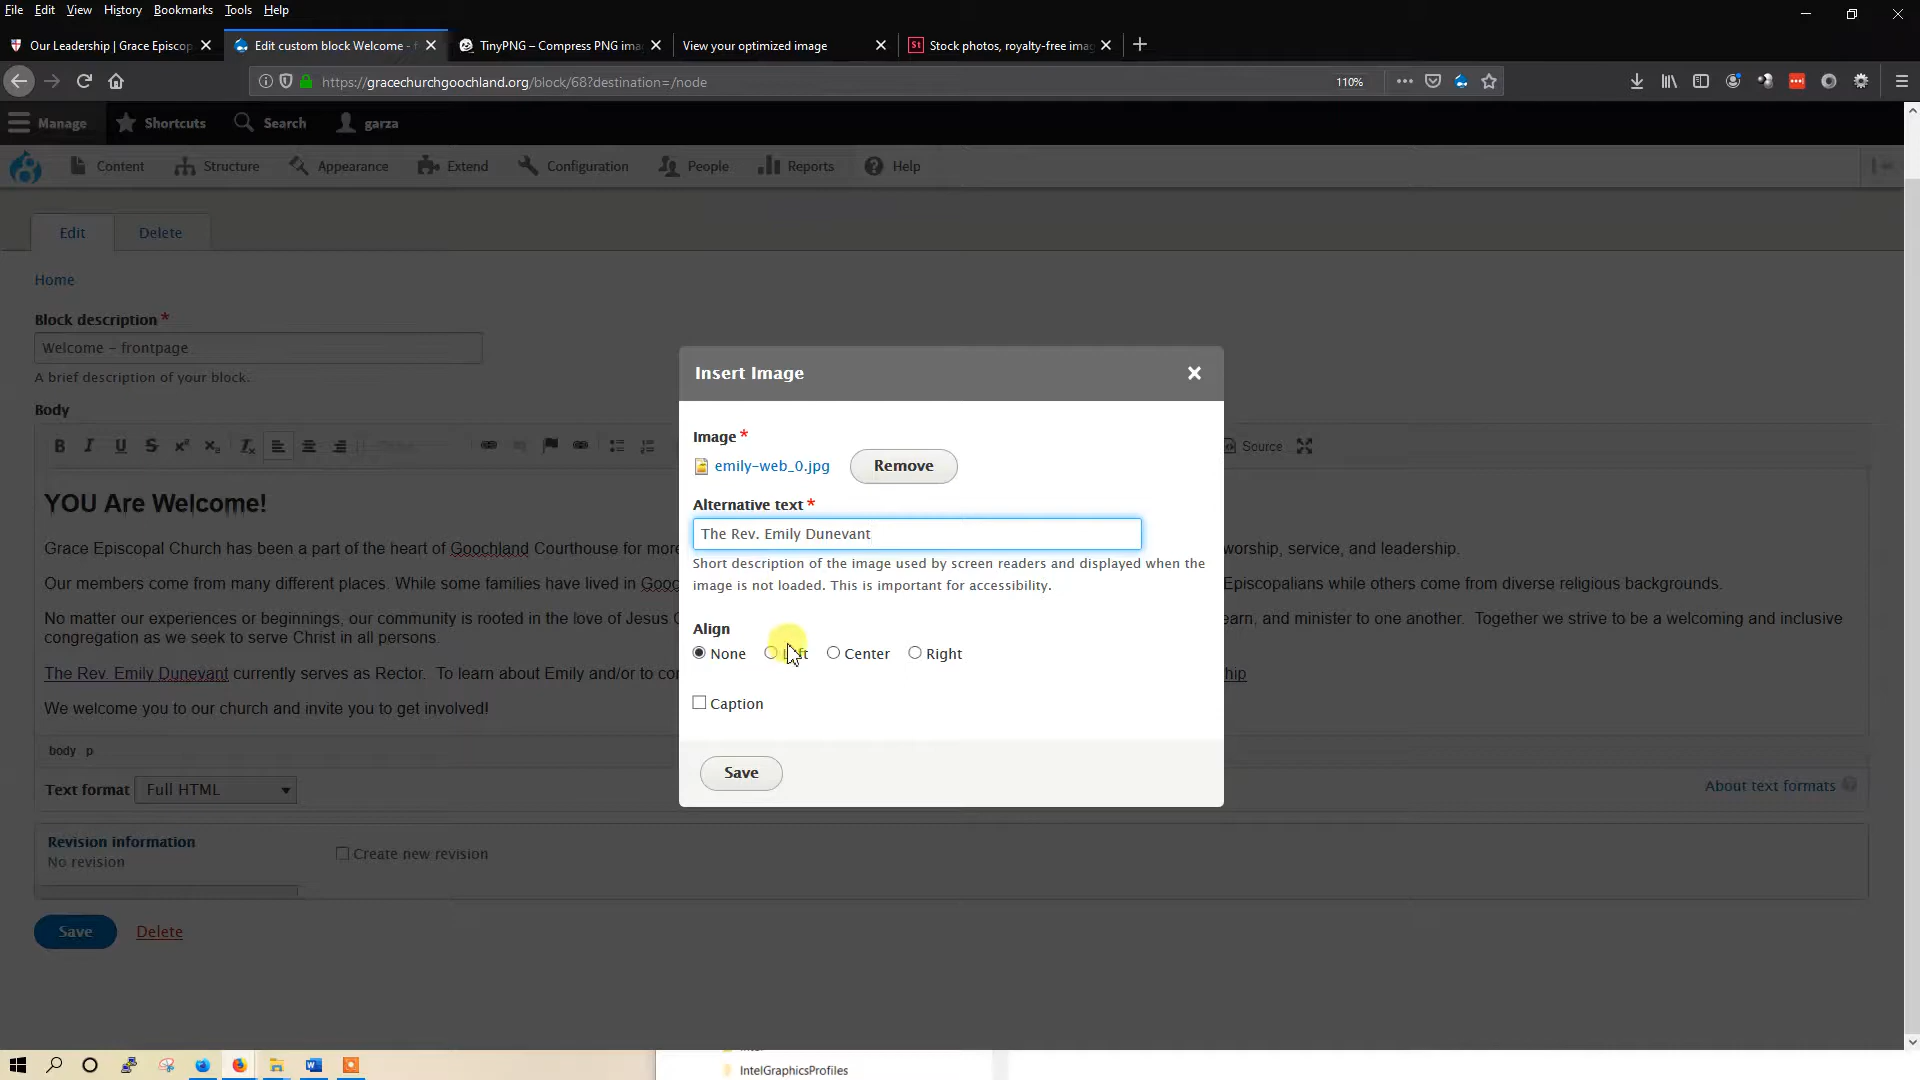 File Edit View History Bookmarks Tools Help
Our Leadership | Grace Episcop
Edit custom block Welcome - f
TinyPNG – Compress PNG ima
View your optimized image
Stock photos, royalty-free imag
https://gracechurchgoochland.org/block/68?destination=/node
110%
Manage Shortcuts Search garza
Content Structure Appearance Extend Configuration People Reports Help
Edit Delete
Home
Block description *
Welcome - frontpage
A brief description of your block.
Body
B I U S x² x₂ Tx
Source
YOU Are Welcome!
Grace Episcopal Church has been a part of the heart of Goochland Courthouse for more worship, service, and leadership.
Our members come from many different places. While some families have lived in Gooc Episcopalians while others come from diverse religious backgrounds.
No matter our experiences or beginnings, our community is rooted in the love of Jesus C earn, and minister to one another. Together we strive to be a welcoming and inclusive
congregation as we seek to serve Christ in all persons.
The Rev. Emily Dunevant currently serves as Rector. To learn about Emily and/or to con hip
We welcome you to our church and invite you to get involved!
body p
Text format Full HTML
About text formats
Revision information
No revision
Create new revision
Save Delete
Insert Image
Image *
emily-web_0.jpg Remove
Alternative text *
The Rev. Emily Dunevant
Short description of the image used by screen readers and displayed when the
image is not loaded. This is important for accessibility.
Align
None Left Center Right
Caption
Save
IntelGraphicsProfiles